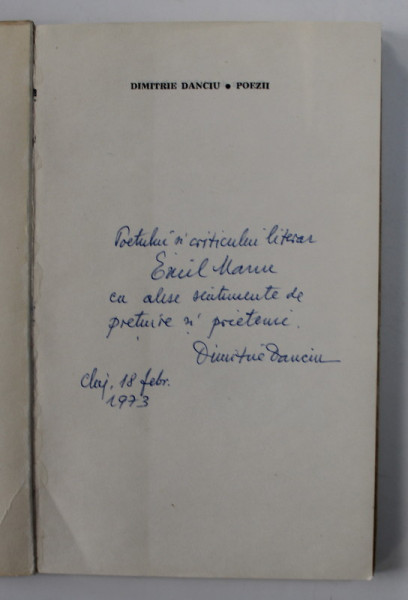 DIMITRIE DANCIU • POEZII
Poetului și criticului literar
Emil Manu
cu alese sentimente de
prețuire și prietenie.
Dimitrie Danciu
Cluj, 18 febr.
1973